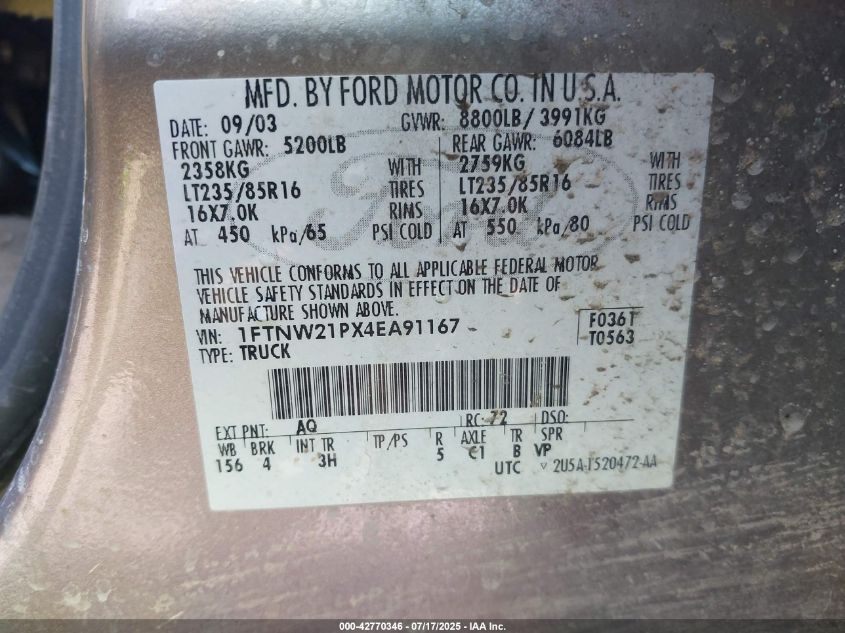 MFD. BY FORD MOTOR CO. IN U.S.A.
DATE: 09/03 GVWR: 8800LB/ 3991KG
FRONT GAWR: 5200LB REAR GAWR: 6084LB
2358KG WITH 2759KG WITH
LT235/85R16 TIRES LT235/85R16 TIRES
16X7.0K RIMS 16X7.0K RIMS
AT 450 kPa/65 PSI COLD AT 550 kPa/80 PSI COLD
Ford
THIS VEHICLE CONFORMS TO ALL APPLICABLE FEDERAL MOTOR
VEHICLE SAFETY STANDARDS IN EFFECT ON THE DATE OF
MANUFACTURE SHOWN ABOVE.
VIN: 1FTNW21PX4EA91167 F0361
TYPE: TRUCK T0563
EXT PNT: AQ RC: 72 DSO:
WB BRK INT TR TP/PS R AXLE TR SPR
156 4 3H 5 C1 B VP
UTC ▽ 2U5A-1520472-AA
000-42770346 - 07/17/2025 - IAA Inc.